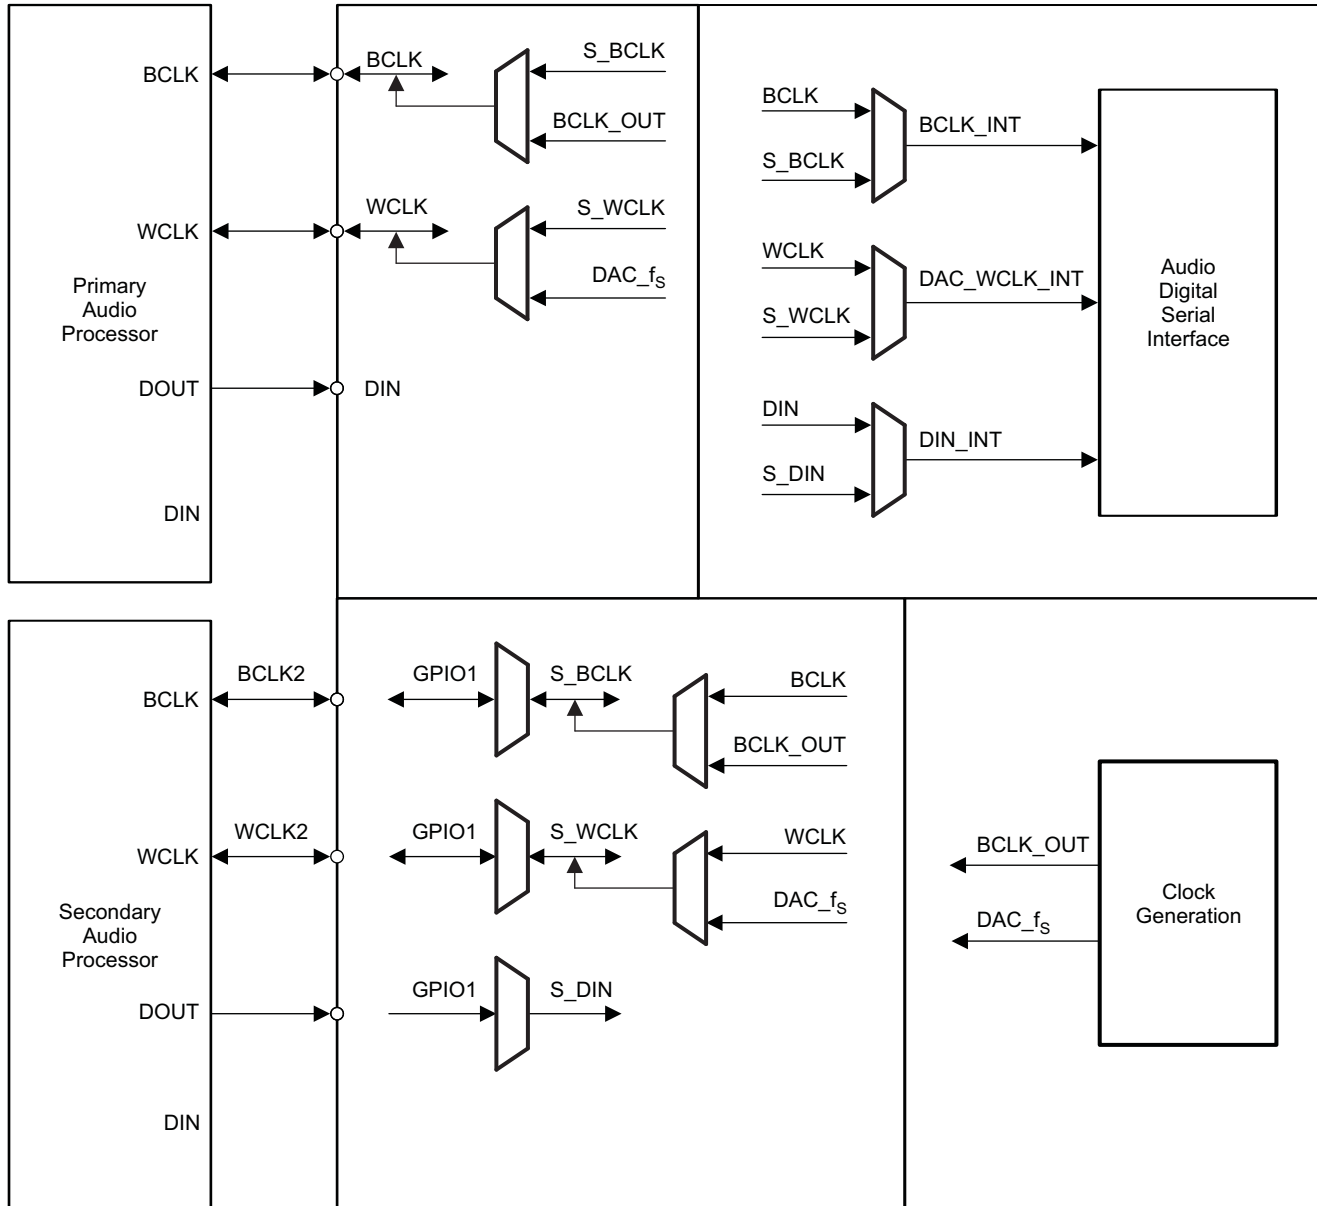 BCLK
WCLK
Primary
Audio
Processor
DOUT
DIN
BCLK
S_BCLK
BCLK_OUT
WCLK
S_WCLK
DAC_fS
DIN
BCLK
S_BCLK
BCLK_INT
WCLK
S_WCLK
DAC_WCLK_INT
DIN
S_DIN
DIN_INT
Audio
Digital
Serial
Interface
BCLK
WCLK
Secondary
Audio
Processor
DOUT
DIN
BCLK2
WCLK2
GPIO1
S_BCLK
BCLK
BCLK_OUT
GPIO1
S_WCLK
WCLK
DAC_fS
GPIO1
S_DIN
BCLK_OUT
DAC_fS
Clock
Generation